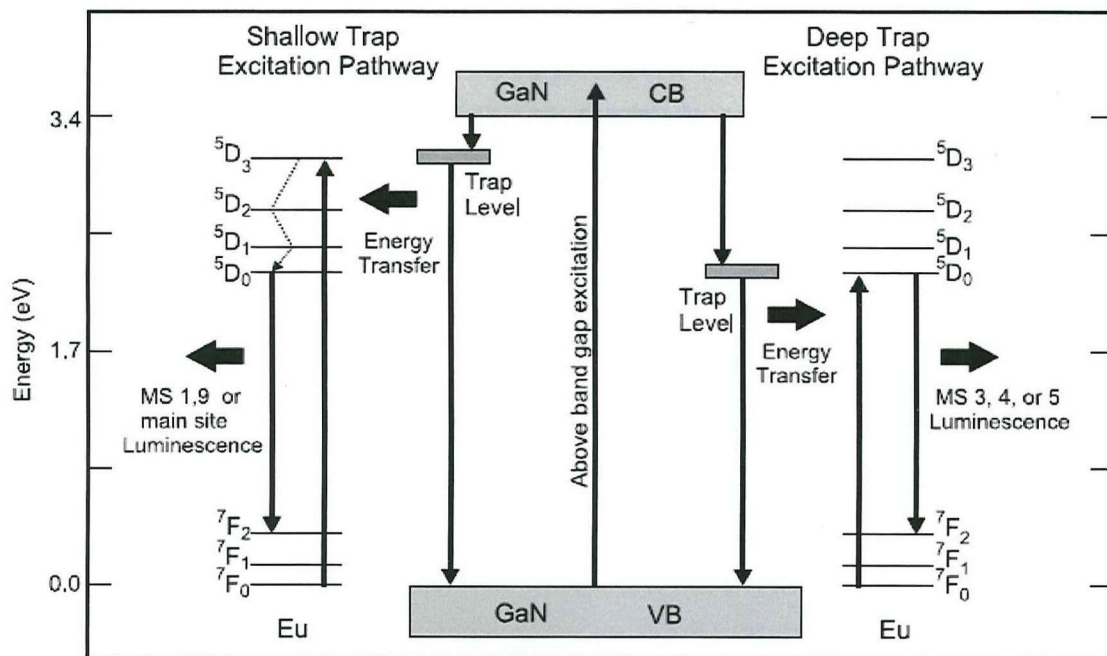 Shallow Trap
Excitation Pathway
Deep Trap
Excitation Pathway
GaN CB
3.4
⁵D₃
⁵D₂
⁵D₁
⁵D₀
Trap
Level
Energy
Transfer
Above band gap excitation
Trap
Level
Energy
Transfer
⁵D₃
⁵D₂
⁵D₁
⁵D₀
Energy (eV)
1.7
MS 1,9 or
main site
Luminescence
MS 3, 4, or 5
Luminescence
⁷F₂
⁷F₁
⁷F₀
⁷F₂
⁷F₁
⁷F₀
0.0
Eu
GaN VB
Eu